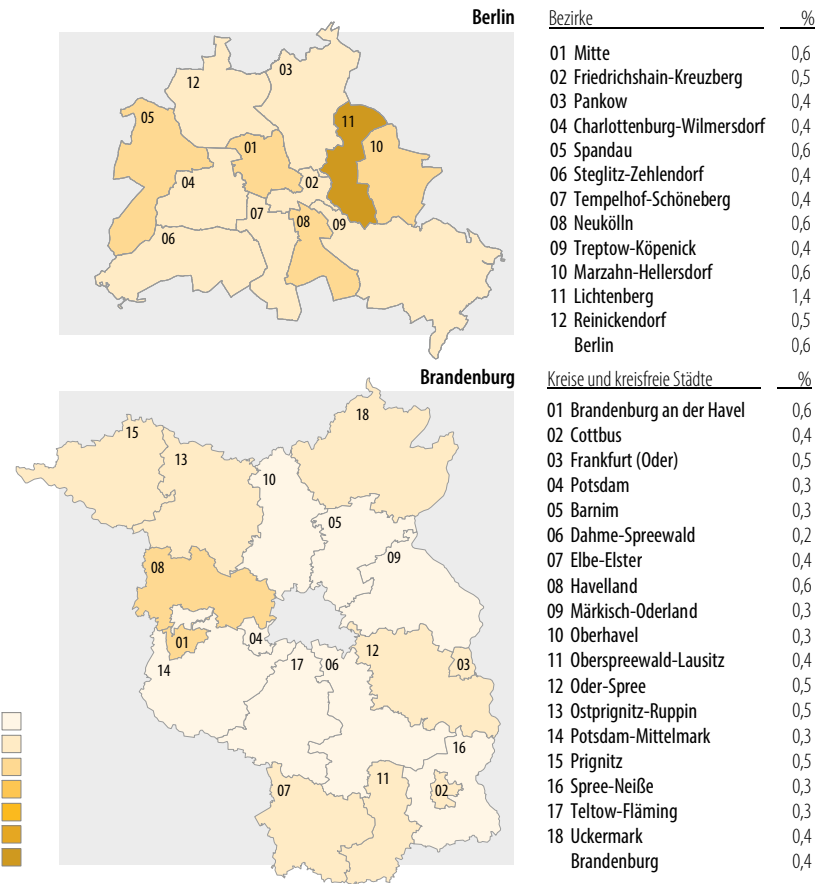 Berlin
12
03
05
11
01
10
04
02
07
08
09
06
Bezirke %
01 Mitte 0,6
02 Friedrichshain-Kreuzberg 0,5
03 Pankow 0,4
04 Charlottenburg-Wilmersdorf 0,4
05 Spandau 0,6
06 Steglitz-Zehlendorf 0,4
07 Tempelhof-Schöneberg 0,4
08 Neukölln 0,6
09 Treptow-Köpenick 0,4
10 Marzahn-Hellersdorf 0,6
11 Lichtenberg 1,4
12 Reinickendorf 0,5
Berlin 0,6
Brandenburg
18
15
13
10
05
09
08
01
04
12
14
17
06
03
16
07
11
02
Kreise und kreisfreie Städte %
01 Brandenburg an der Havel 0,6
02 Cottbus 0,4
03 Frankfurt (Oder) 0,5
04 Potsdam 0,3
05 Barnim 0,3
06 Dahme-Spreewald 0,2
07 Elbe-Elster 0,4
08 Havelland 0,6
09 Märkisch-Oderland 0,3
10 Oberhavel 0,3
11 Oberspreewald-Lausitz 0,4
12 Oder-Spree 0,5
13 Ostprignitz-Ruppin 0,5
14 Potsdam-Mittelmark 0,3
15 Prignitz 0,5
16 Spree-Neiße 0,3
17 Teltow-Fläming 0,3
18 Uckermark 0,4
Brandenburg 0,4